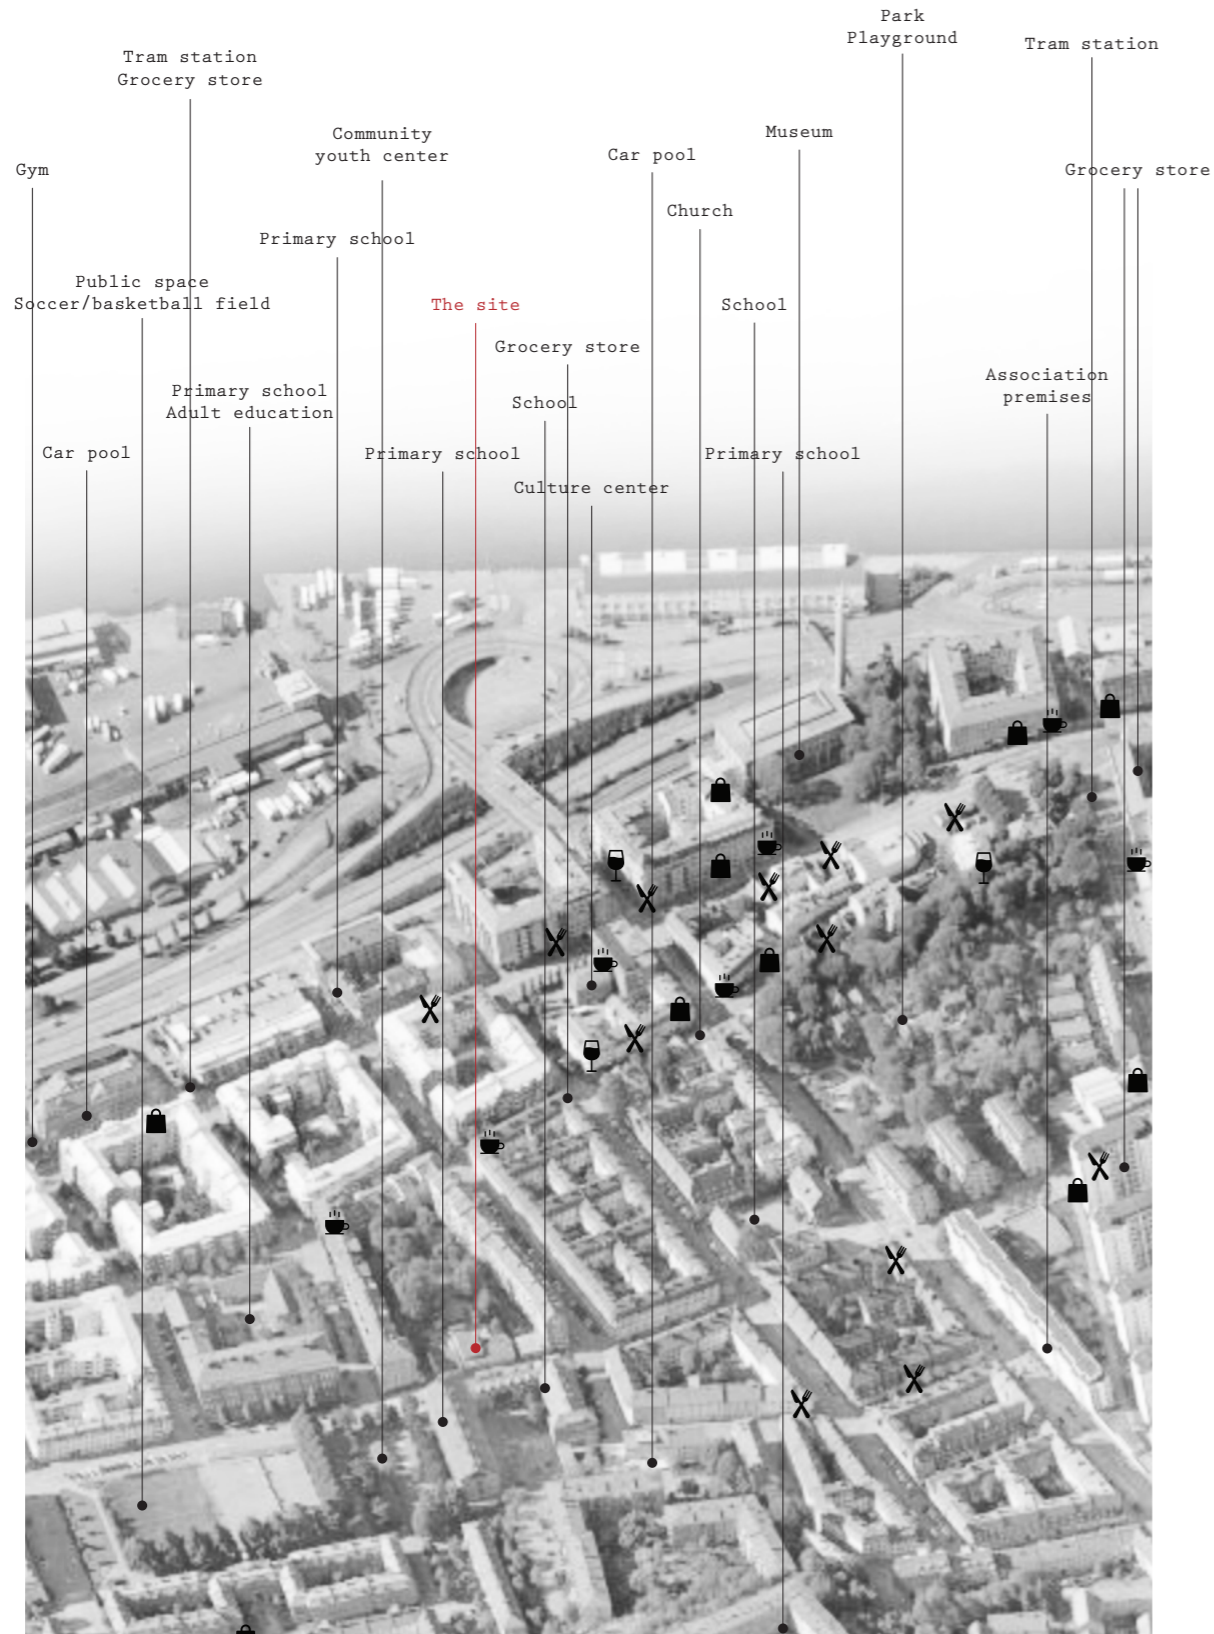 Park
Playground
Tram station
Tram station
Grocery store
Community
youth center
Museum
Car pool
Gym
Grocery store
Church
Primary school
Public space
Soccer/basketball field
The site
School
Grocery store
Association
premises
Primary school
Adult education
School
Car pool
Primary school
Primary school
Culture center